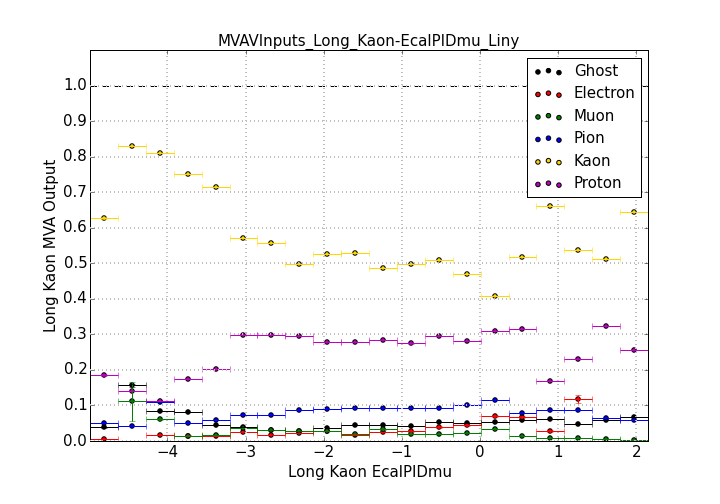 MVAVInputs_Long_Kaon-EcalPIDmu_Liny
Long Kaon MVA Output
1.0
0.9
0.8
0.7
0.6
0.5
0.4
0.3
0.2
0.1
0.0
Ghost
Electron
Muon
Pion
Kaon
Proton
−4 −3 −2 −1 0 1 2
Long Kaon EcalPIDmu